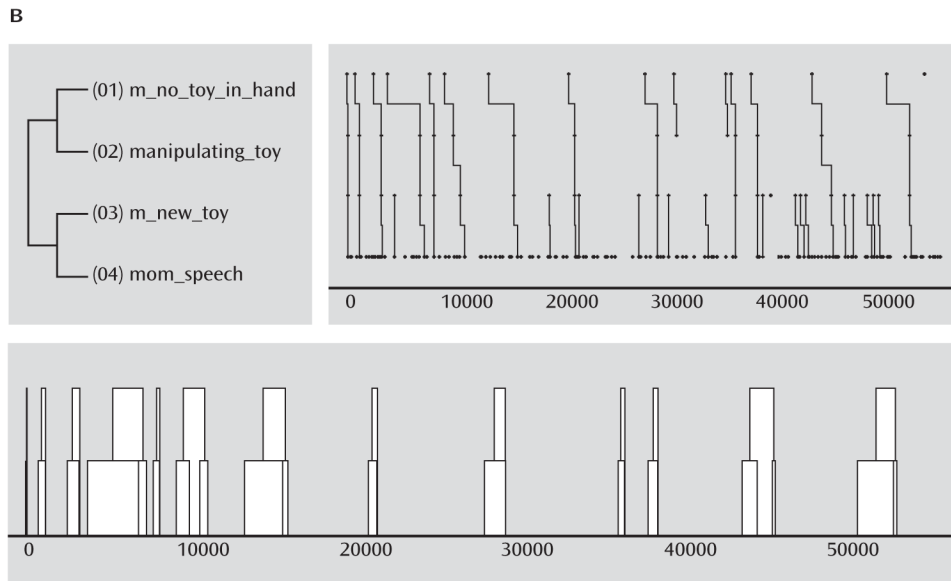 B
(01) m_no_toy_in_hand
(02) manipulating_toy
(03) m_new_toy
(04) mom_speech
0 10000 20000 30000 40000 50000
0 10000 20000 30000 40000 50000